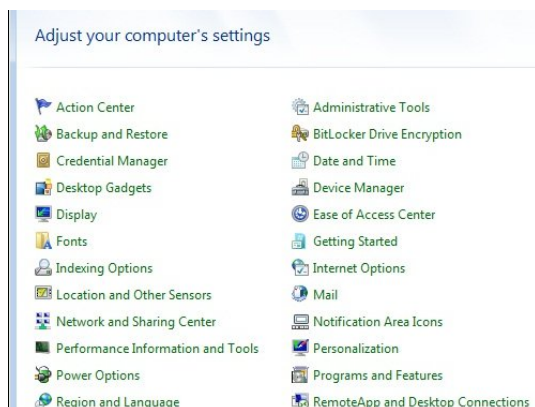 Adjust your computer's settings
Action Center
Administrative Tools
Backup and Restore
BitLocker Drive Encryption
Credential Manager
Date and Time
Desktop Gadgets
Device Manager
Display
Ease of Access Center
Fonts
Getting Started
Indexing Options
Internet Options
Location and Other Sensors
Mail
Network and Sharing Center
Notification Area Icons
Performance Information and Tools
Personalization
Power Options
Programs and Features
Region and Language
RemoteApp and Desktop Connections